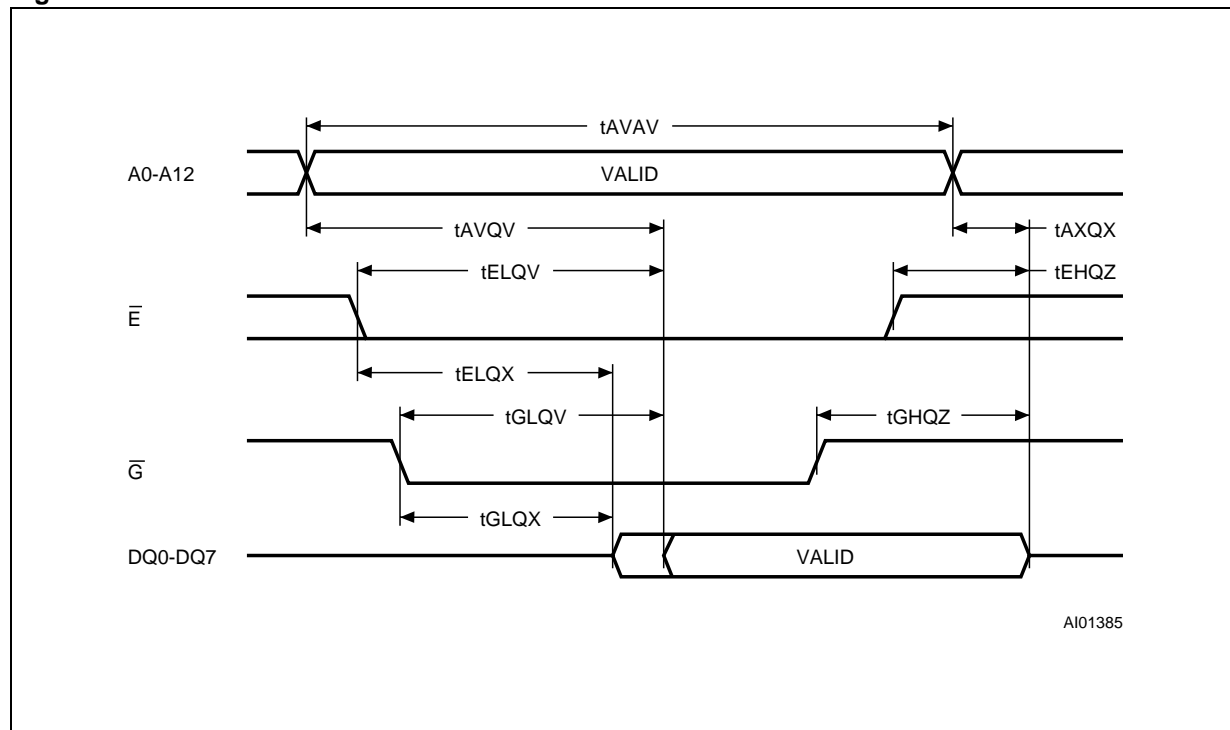 tAVAV
A0-A12
VALID
tAVQV
tAXQX
tELQV
tEHQZ
E̅
tELQX
tGLQV
tGHQZ
G̅
tGLQX
DQ0-DQ7
VALID
AI01385